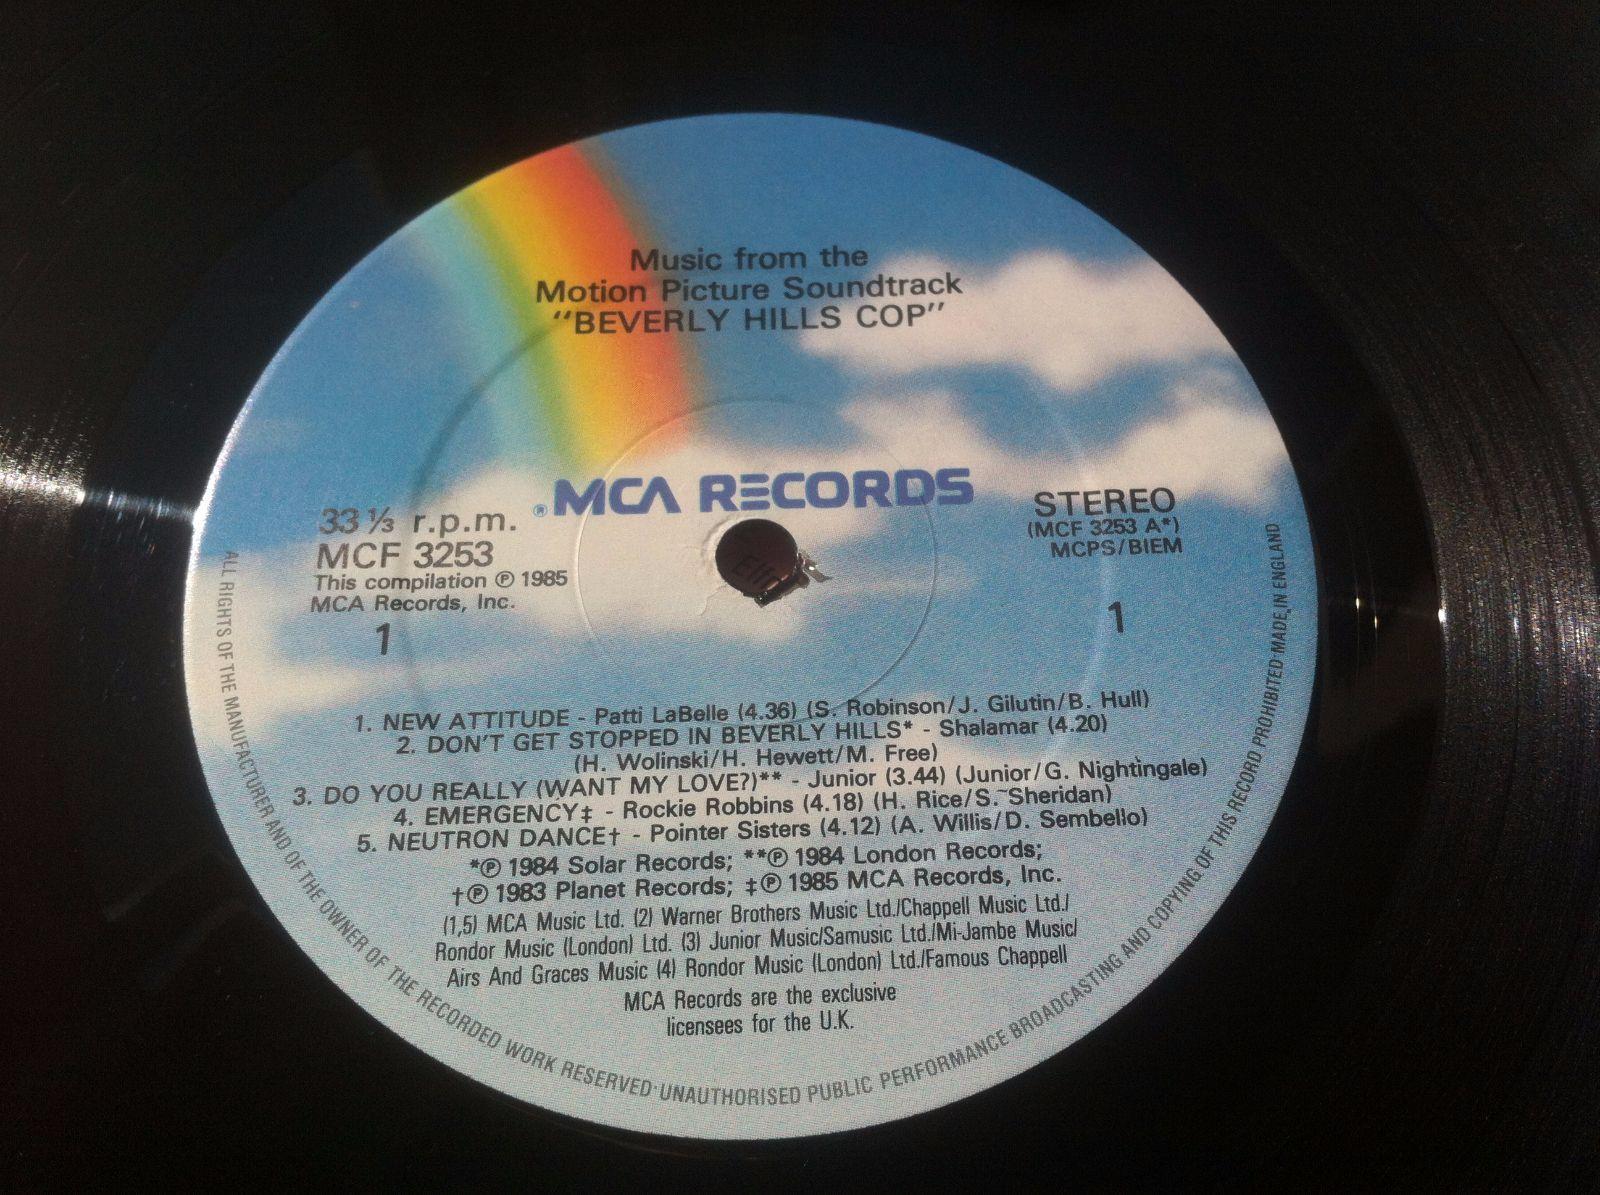 Music from the
Motion Picture Soundtrack
"BEVERLY HILLS COP"
® MCA RECORDS
33 ⅓ r.p.m.
MCF 3253
This compilation ℗ 1985
MCA Records, Inc.
1
STEREO
(MCF 3253 A*)
MCPS/BIEM
1
1. NEW ATTITUDE - Patti LaBelle (4.36) (S. Robinson/J. Gilutin/B. Hull)
2. DON'T GET STOPPED IN BEVERLY HILLS* - Shalamar (4.20)
(H. Wolinski/H. Hewett/M. Free)
3. DO YOU REALLY (WANT MY LOVE?)** - Junior (3.44) (Junior/G. Nightingale)
4. EMERGENCY‡ - Rockie Robbins (4.18) (H. Rice/S. Sheridan)
5. NEUTRON DANCE† - Pointer Sisters (4.12) (A. Willis/D. Sembello)
*℗ 1984 Solar Records; **℗ 1984 London Records;
†℗ 1983 Planet Records; ‡℗ 1985 MCA Records, Inc.
(1,5) MCA Music Ltd. (2) Warner Brothers Music Ltd./Chappell Music Ltd./
Rondor Music (London) Ltd. (3) Junior Music/Samusic Ltd./Mi-Jambe Music/
Airs And Graces Music (4) Rondor Music (London) Ltd./Famous Chappell
MCA Records are the exclusive
licensees for the U.K.
ALL RIGHTS OF THE MANUFACTURER AND OF THE OWNER OF THE RECORDED WORK RESERVED·UNAUTHORISED PUBLIC PERFORMANCE BROADCASTING AND COPYING OF THIS RECORD PROHIBITED·MADE IN ENGLAND